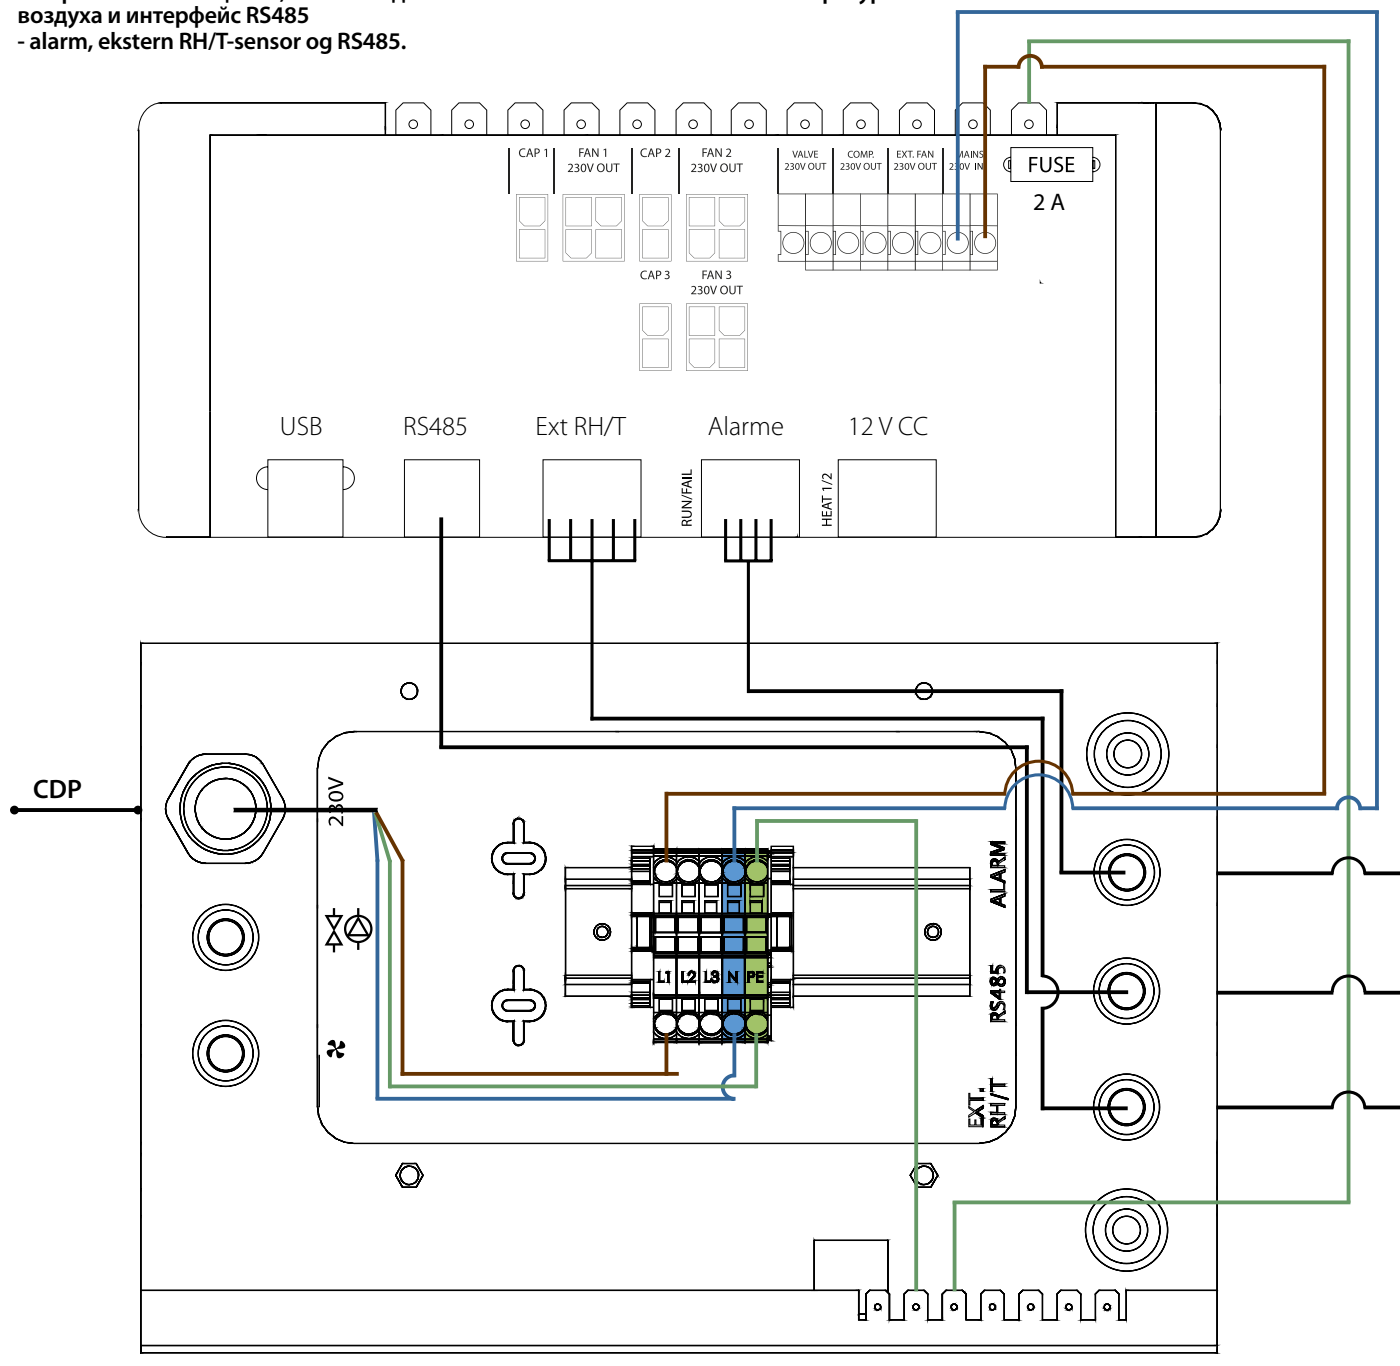 воздуха и интерфейс RS485
- alarm, ekstern RH/T-sensor og RS485.
CAP 1
FAN 1
230V OUT
CAP 2
FAN 2
230V OUT
VALVE
230V OUT
COMP.
230V OUT
EXT. FAN
230V OUT
MAINS
230V IN
FUSE
2 A
CAP 3
FAN 3
230V OUT
USB
RS485
Ext RH/T
Alarme
12 V CC
RUN/FAIL
HEAT 1/2
CDP
230V
ALARM
L1 L2 L3 N PE
RS485
EXT.
RH/T